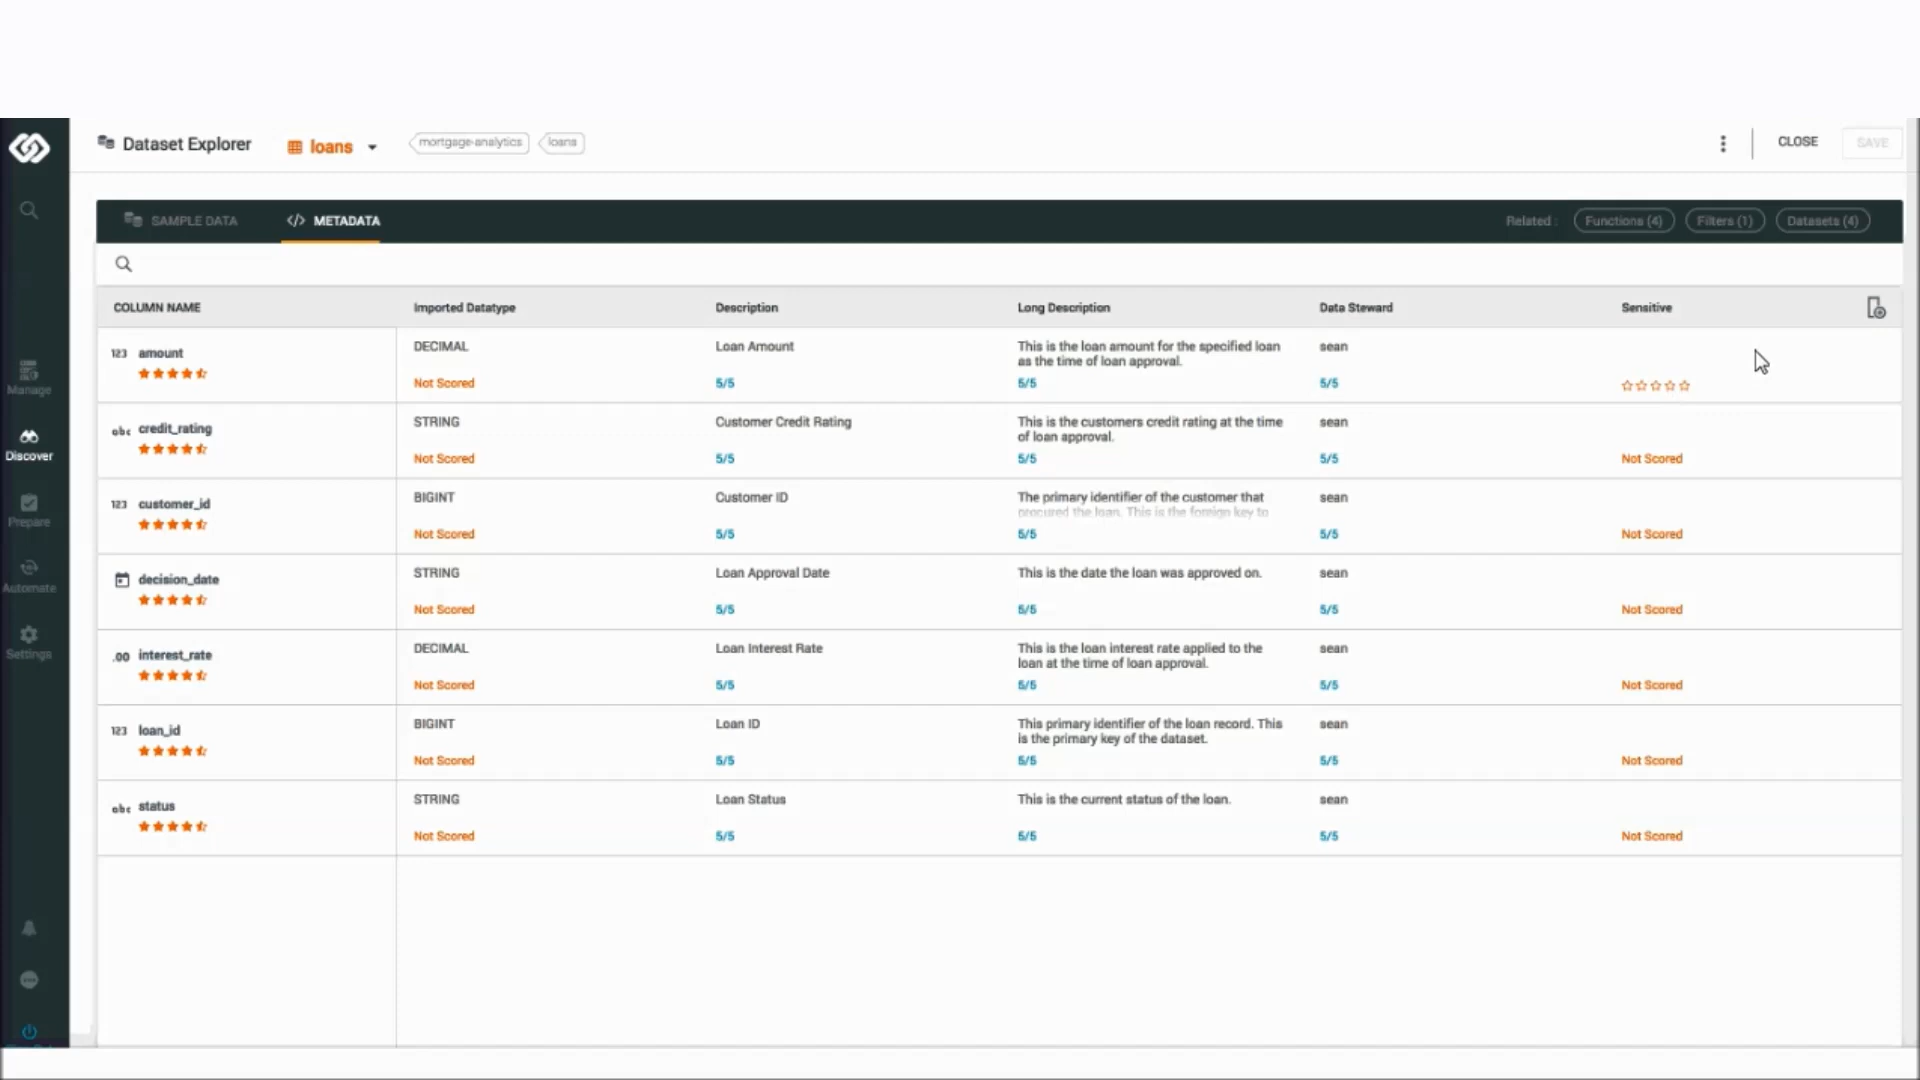 Dataset Explorer
loans
mortgage-analytics
loans
CLOSE
SAVE
SAMPLE DATA
</> METADATA
Related :
Functions (4)
Filters (1)
Datasets (4)
COLUMN NAME
Imported Datatype
Description
Long Description
Data Steward
Sensitive
123 amount
DECIMAL
Loan Amount
This is the loan amount for the specified loan
as the time of loan approval.
sean
Not Scored
5/5
5/5
5/5
abc credit_rating
STRING
Customer Credit Rating
This is the customers credit rating at the time
of loan approval.
sean
Not Scored
5/5
5/5
5/5
Not Scored
123 customer_id
BIGINT
Customer ID
The primary identifier of the customer that
procured the loan. This is the foreign key to
sean
Not Scored
5/5
5/5
5/5
Not Scored
decision_date
STRING
Loan Approval Date
This is the date the loan was approved on.
sean
Not Scored
5/5
5/5
5/5
Not Scored
.00 interest_rate
DECIMAL
Loan Interest Rate
This is the loan interest rate applied to the
loan at the time of loan approval.
sean
Not Scored
5/5
5/5
5/5
Not Scored
123 loan_id
BIGINT
Loan ID
This primary identifier of the loan record. This
is the primary key of the dataset.
sean
Not Scored
5/5
5/5
5/5
Not Scored
abc status
STRING
Loan Status
This is the current status of the loan.
sean
Not Scored
5/5
5/5
5/5
Not Scored
Manage
Discover
Prepare
Automate
Settings